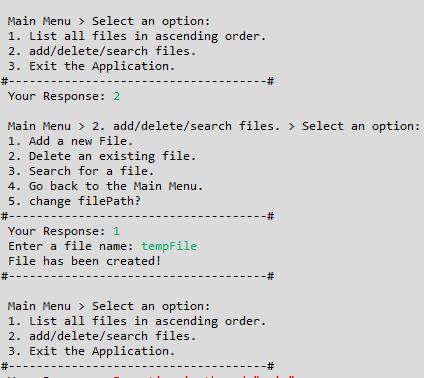 Main Menu > Select an option:
1. List all files in ascending order.
2. add/delete/search files.
3. Exit the Application.
#-------------------------------------#
Your Response: 2
Main Menu > 2. add/delete/search files. > Select an option:
1. Add a new File.
2. Delete an existing file.
3. Search for a file.
4. Go back to the Main Menu.
5. change filePath?
#-------------------------------------#
Your Response: 1
Enter a file name: tempFile
File has been created!
#-------------------------------------#
Main Menu > Select an option:
1. List all files in ascending order.
2. add/delete/search files.
3. Exit the Application.
#-------------------------------------#